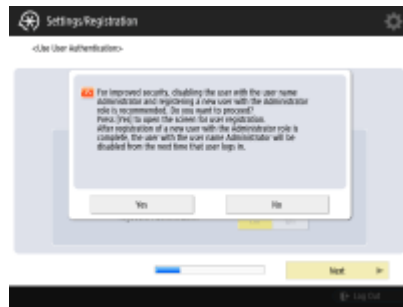 Settings/Registration
<Use User Authentication>
For improved security, disabling the user with the user name
Administrator and registering a new user with the Administrator
role is recommended. Do you want to proceed?
Press [Yes] to open the screen for user registration.
After registration of a new user with the Administrator role is
complete, the user with the user name Administrator will be
disabled from the next time that user logs in.
Yes
No
Next
Log Out